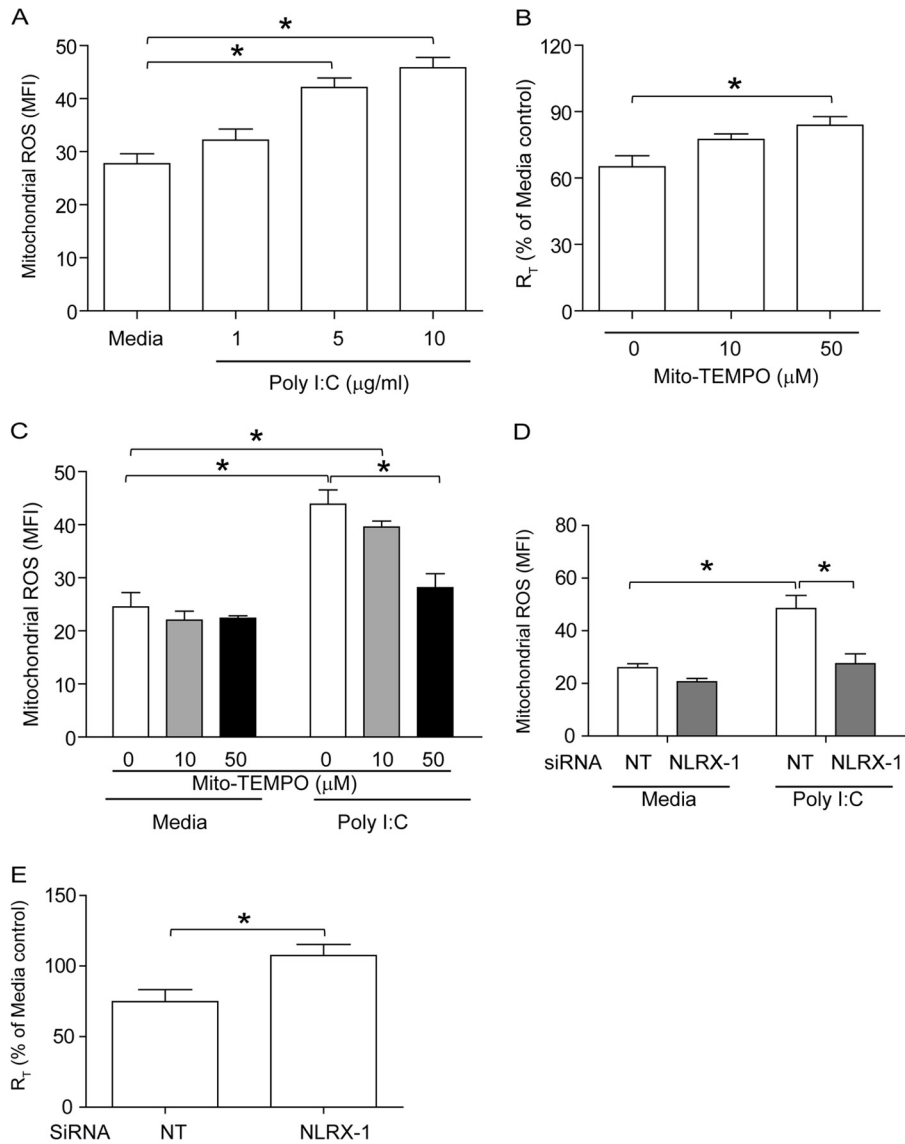 A
Mitochondrial ROS (MFI)
50
40
30
20
10
0
*
*
Media 1 5 10
Poly I:C (μg/ml)
B
R_T (% of Media control)
120
90
60
30
0
*
0 10 50
Mito-TEMPO (μM)
C
Mitochondrial ROS (MFI)
50
40
30
20
10
0
*
*
*
0 10 50 0 10 50
Mito-TEMPO (μM)
Media Poly I:C
D
Mitochondrial ROS (MFI)
80
60
40
20
0
*
*
siRNA NT NLRX-1 NT NLRX-1
Media Poly I:C
E
R_T (% of Media control)
150
100
50
0
*
SiRNA NT NLRX-1